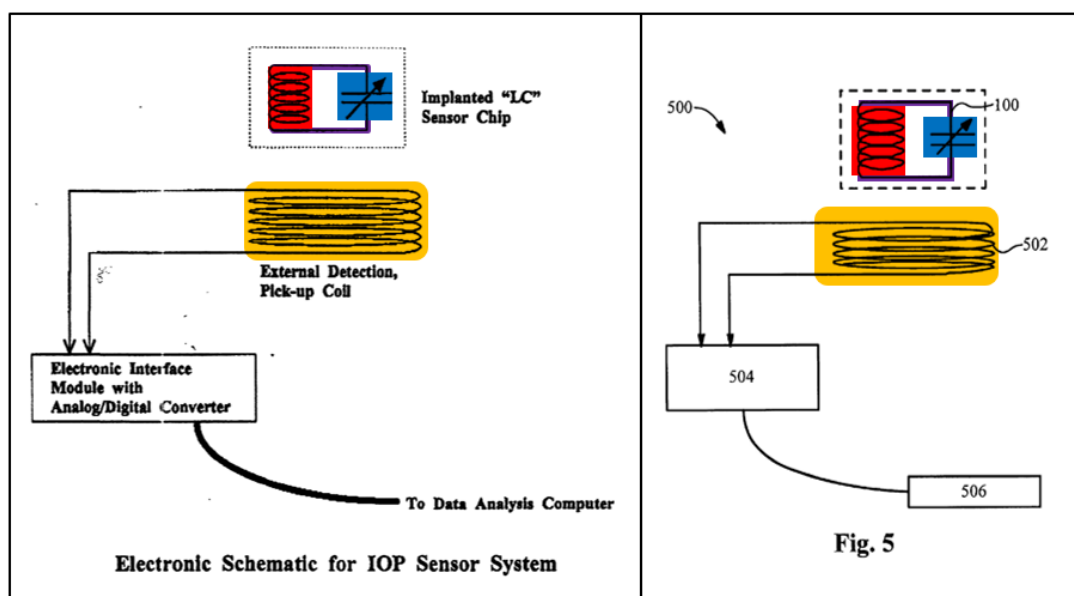 Implanted "LC"
Sensor Chip
External Detection,
Pick-up Coil
Electronic Interface
Module with
Analog/Digital Converter
To Data Analysis Computer
Electronic Schematic for IOP Sensor System
500
100
502
504
506
Fig. 5